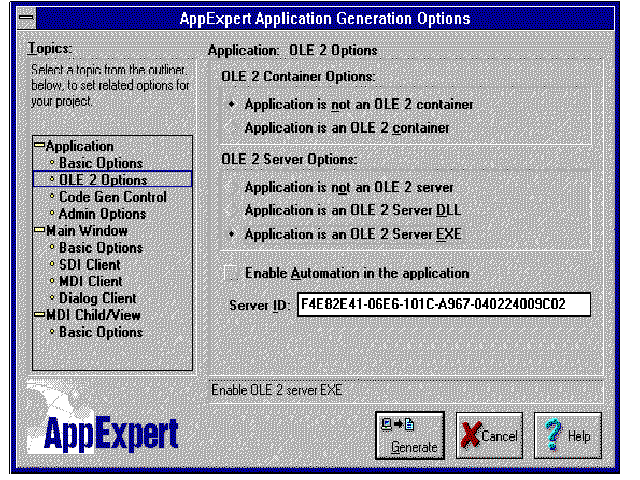 AppExpert Application Generation Options
Topics:
Select a topic from the outliner,
below, to set related options for
your project.
Application
Basic Options
OLE 2 Options
Code Gen Control
Admin Options
Main Window
Basic Options
SDI Client
MDI Client
Dialog Client
MDI Child/View
Basic Options
AppExpert
Application: OLE 2 Options
OLE 2 Container Options:
Application is not an OLE 2 container
Application is an OLE 2 container
OLE 2 Server Options:
Application is not an OLE 2 server
Application is an OLE 2 Server DLL
Application is an OLE 2 Server EXE
Enable Automation in the application
Server ID: F4E82E41-06E6-101C-A967-040224009C02
Enable OLE 2 server EXE
Generate
Cancel
? Help